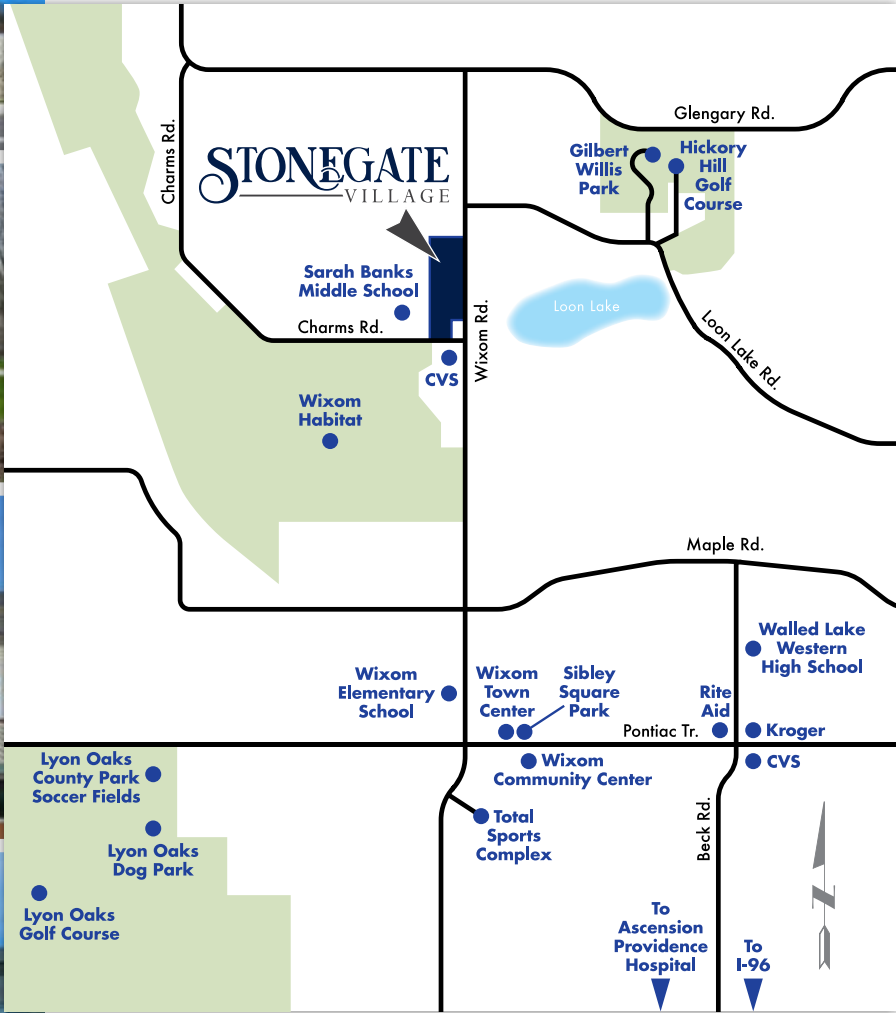 Glengary Rd.
Charms Rd.
STONEGATE
VILLAGE
Gilbert
Willis
Park
Hickory
Hill
Golf
Course
Sarah Banks
Middle School
Charms Rd.
Wixom Rd.
Loon Lake
Loon Lake Rd.
CVS
Wixom
Habitat
Maple Rd.
Walled Lake
Western
High School
Wixom
Elementary
School
Wixom
Town
Center
Sibley
Square
Park
Rite
Aid
Pontiac Tr.
Kroger
Lyon Oaks
County Park
Soccer Fields
Wixom
Community Center
CVS
Beck Rd.
Total
Sports
Complex
Lyon Oaks
Dog Park
Lyon Oaks
Golf Course
To
Ascension
Providence
Hospital
To
I-96
N